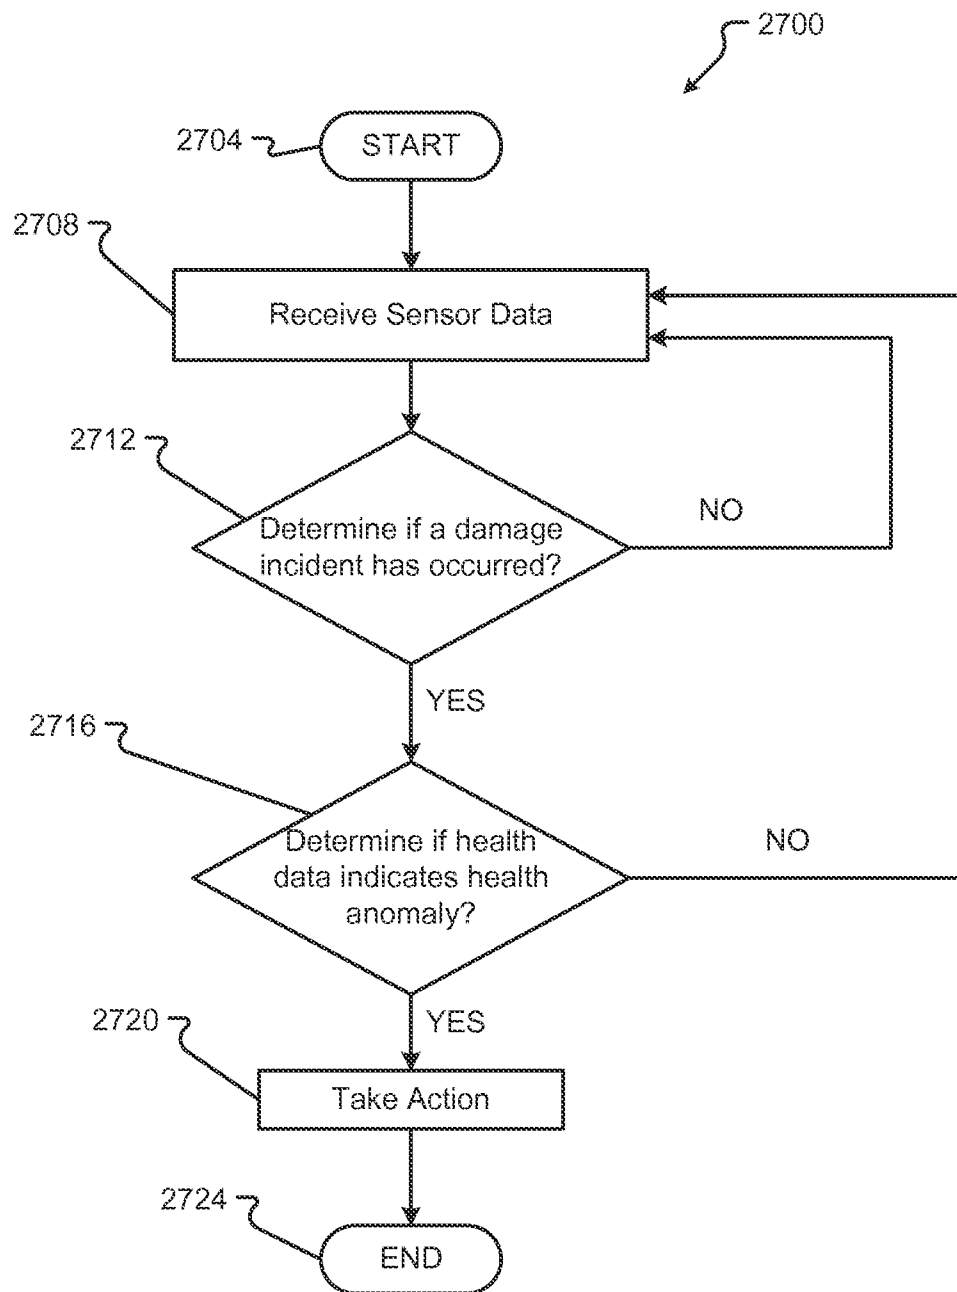 2700
2704
START
2708
Receive Sensor Data
2712
Determine if a damage
incident has occurred?
NO
YES
2716
Determine if health
data indicates health
anomaly?
NO
YES
2720
Take Action
2724
END